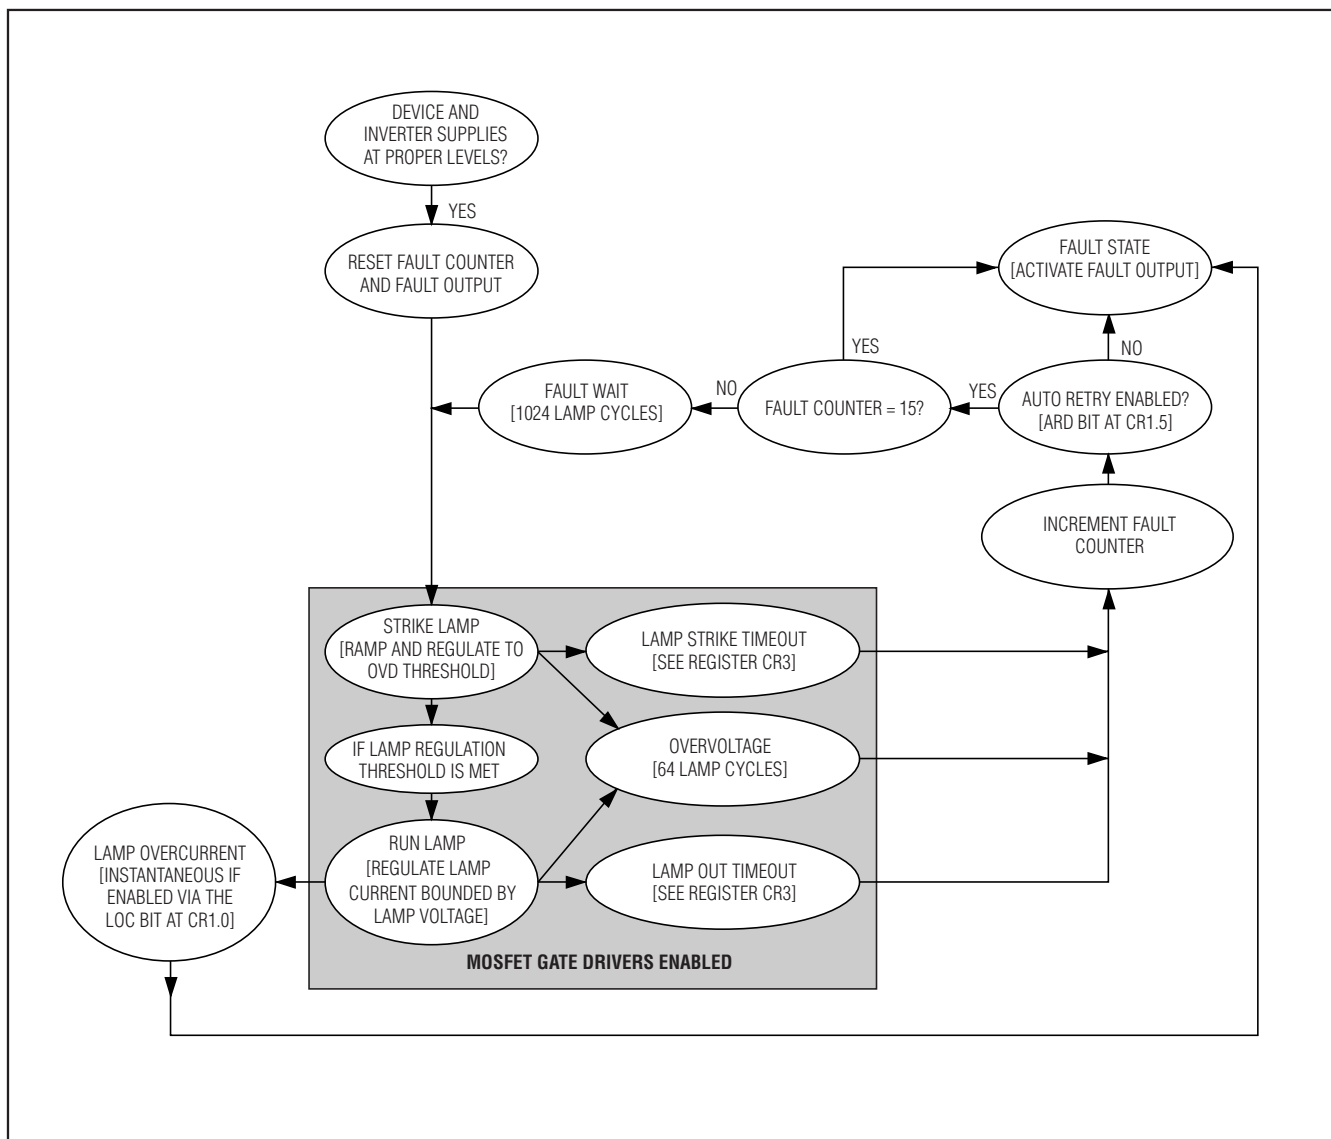 DEVICE AND
INVERTER SUPPLIES
AT PROPER LEVELS?
YES
RESET FAULT COUNTER
AND FAULT OUTPUT
FAULT STATE
[ACTIVATE FAULT OUTPUT]
YES
NO
FAULT WAIT
[1024 LAMP CYCLES]
NO
FAULT COUNTER = 15?
YES
AUTO RETRY ENABLED?
[ARD BIT AT CR1.5]
INCREMENT FAULT
COUNTER
STRIKE LAMP
[RAMP AND REGULATE TO
OVD THRESHOLD]
LAMP STRIKE TIMEOUT
[SEE REGISTER CR3]
IF LAMP REGULATION
THRESHOLD IS MET
OVERVOLTAGE
[64 LAMP CYCLES]
LAMP OVERCURRENT
[INSTANTANEOUS IF
ENABLED VIA THE
LOC BIT AT CR1.0]
RUN LAMP
[REGULATE LAMP
CURRENT BOUNDED BY
LAMP VOLTAGE]
LAMP OUT TIMEOUT
[SEE REGISTER CR3]
MOSFET GATE DRIVERS ENABLED